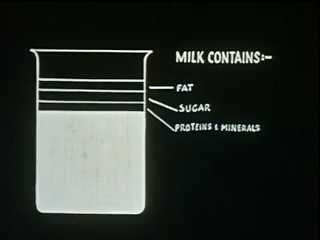 MILK CONTAINS:-
FAT
SUGAR
PROTEINS & MINERALS